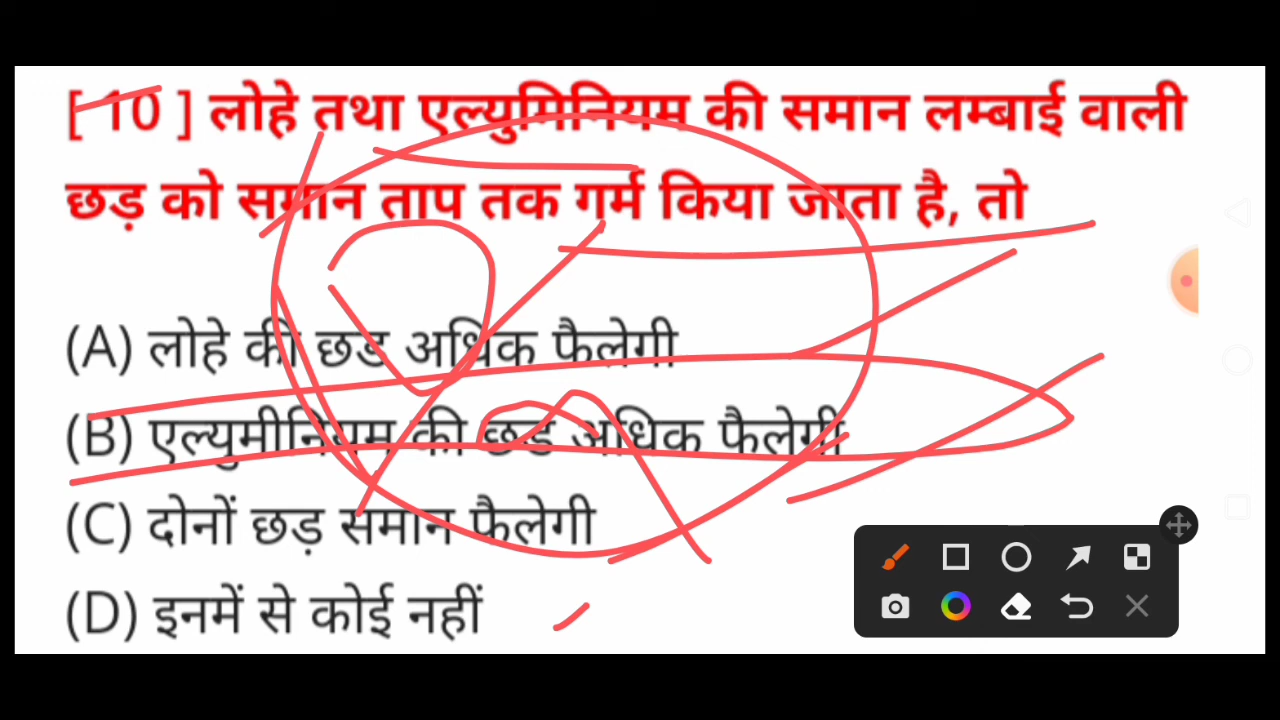 [ 10 ] लोहे तथा एल्युमिनियम की समान लम्बाई वाली
छड़ को समान ताप तक गर्म किया जाता है, तो
(A) लोहे की छड़ अधिक फैलेगी
(B) एल्युमीनियम की छड़ अधिक फैलेगी
(C) दोनों छड़ समान फैलेगी
(D) इनमें से कोई नहीं